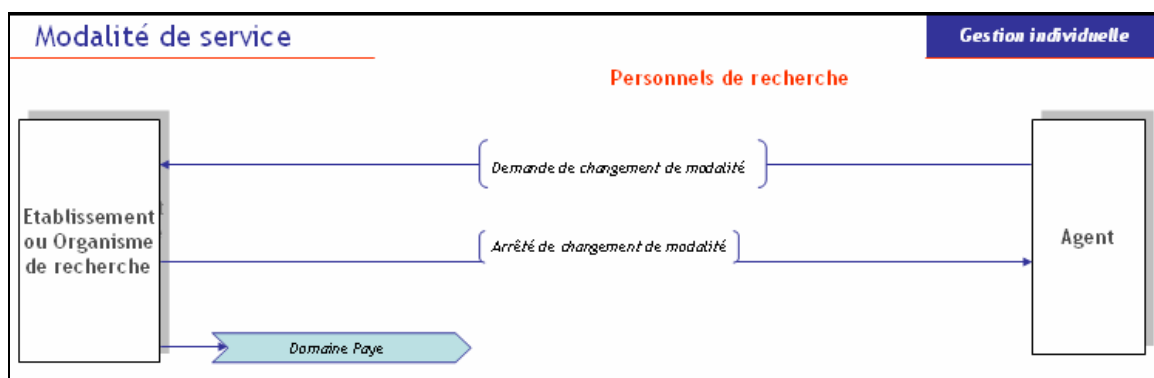 Modalité de service
Gestion individuelle
Personnels de recherche
Demande de changement de modalité
Etablissement
ou Organisme
de recherche
Arrêté de changement de modalité
Agent
Domaine Paye